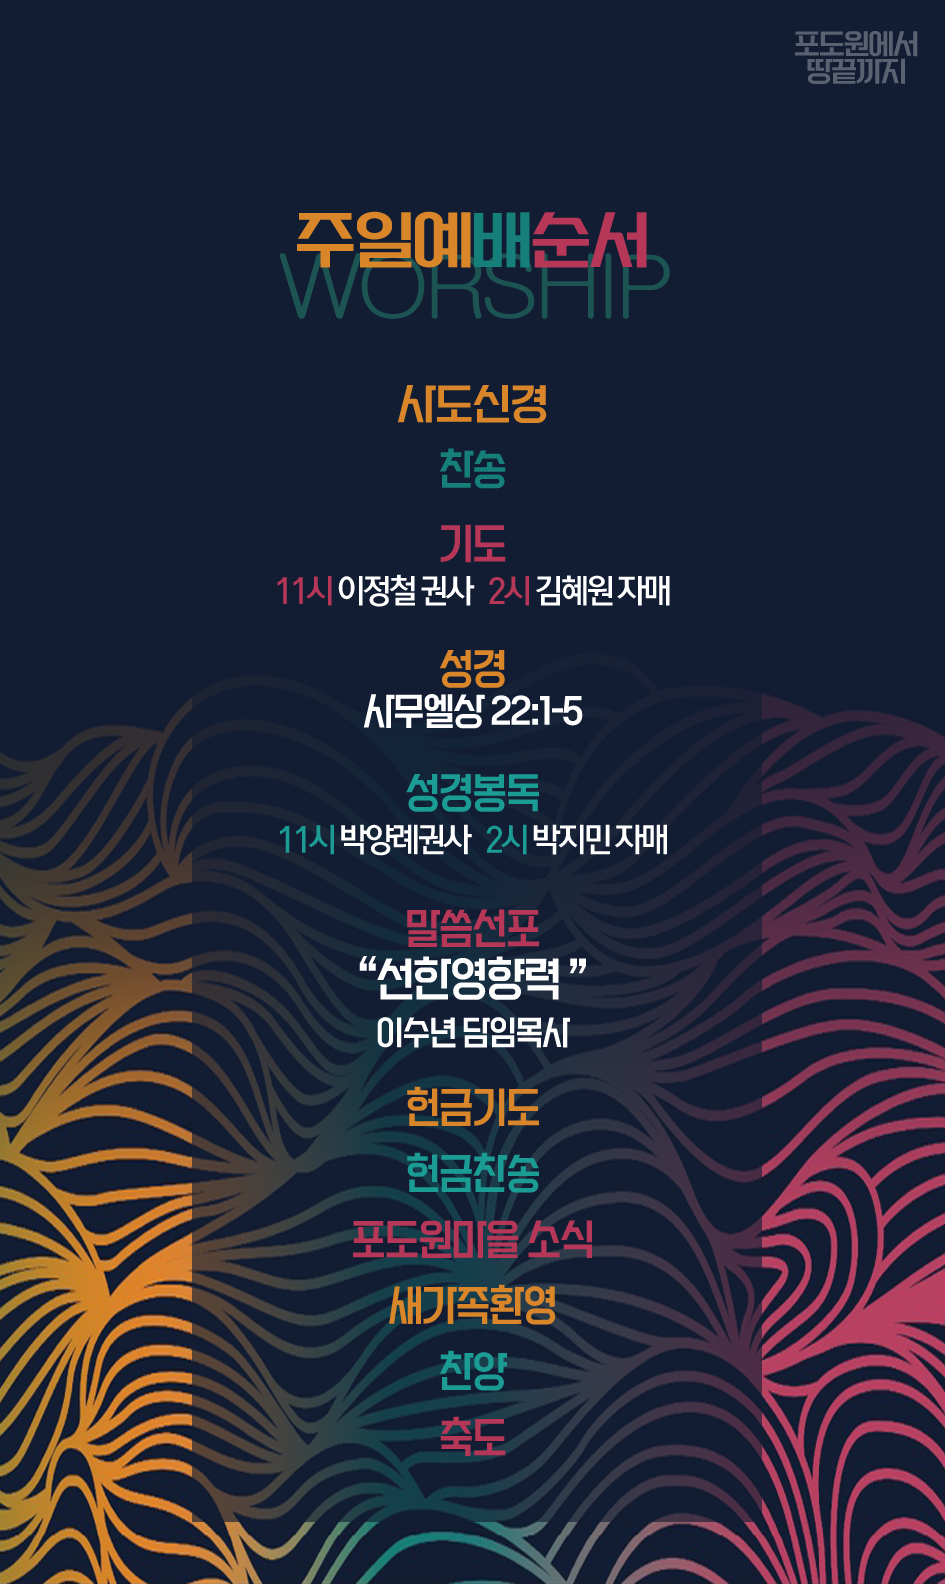 포도원에서
땅끝까지
주일예배순서
WORSHIP
사도신경
찬송
기도
11시 이정철 권사 2시 김혜원 자매
성경
사무엘상 22:1-5
성경봉독
11시 박양례권사 2시 박지민 자매
말씀선포
“선한영향력 ”
이수년 담임목사
헌금기도
헌금찬송
포도원마을 소식
새가족환영
찬양
축도